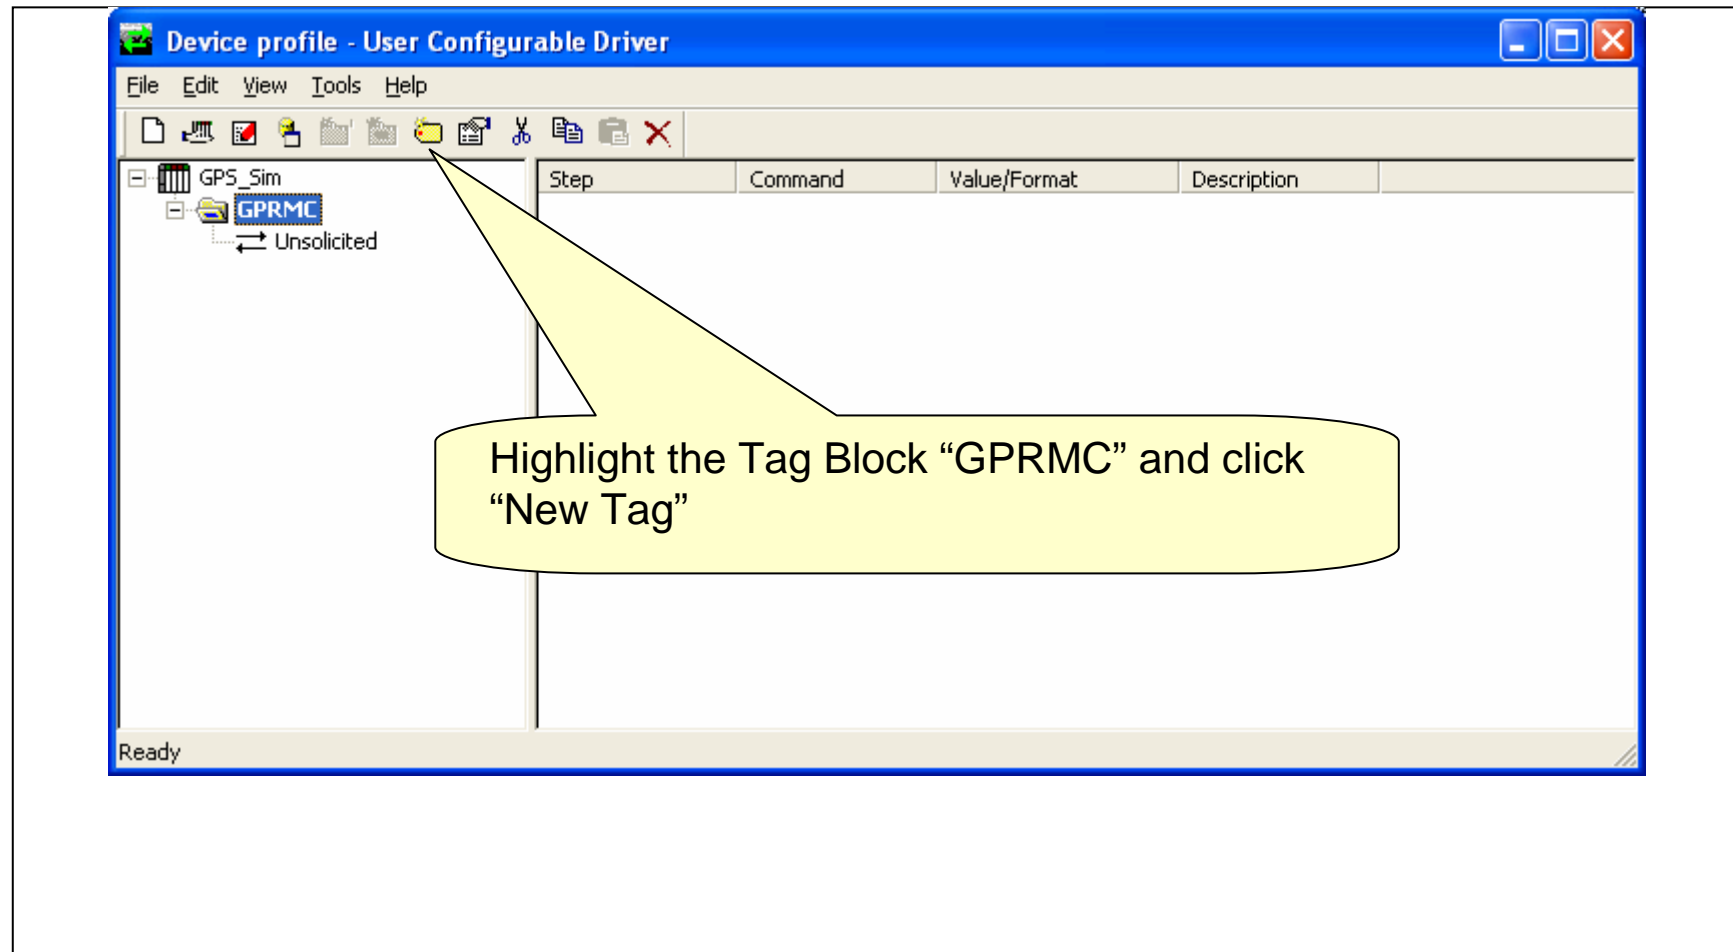 Device profile - User Configurable Driver
File Edit View Tools Help
GPS_Sim
GPRMC
Unsolicited
Step Command Value/Format Description
Highlight the Tag Block “GPRMC” and click
“New Tag”
Ready